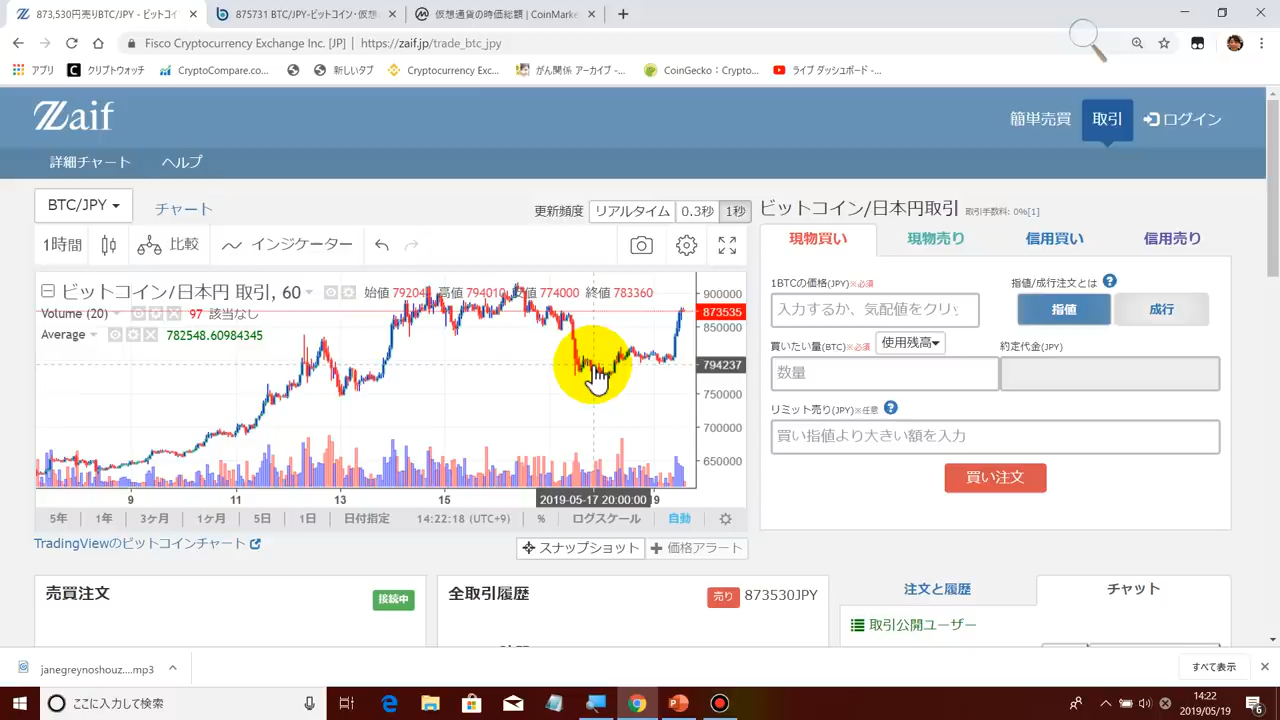 873,530円売りBTC/JPY - ビットコイン
875731 BTC/JPY-ビットコイン・仮想
仮想通貨の時価総額 | CoinMarke
Fisco Cryptocurrency Exchange Inc. [JP] | https://zaif.jp/trade_btc_jpy
アプリ
クリプトウォッチ
CryptoCompare.co...
新しいタブ
Cryptocurrency Exc...
がん関係 アーカイブ -...
CoinGecko：Crypto...
ライブ ダッシュボード -...
Zaif
簡単売買
取引
ログイン
詳細チャート
ヘルプ
BTC/JPY
チャート
更新頻度
リアルタイム
0.3秒
1秒
1時間
比較
インジケーター
ビットコイン/日本円 取引, 60
始値 79204
高値 794010
値 774000
終値 783360
Volume (20)
97 該当なし
Average
782548.60984345
900000
873535
850000
794237
750000
700000
650000
9
11
13
15
2019-05-17 20:00:00
9
5年
1年
3ヶ月
1ヶ月
5日
1日
日付指定
14:22:18 (UTC+9)
%
ログスケール
自動
TradingViewのビットコインチャート
スナップショット
価格アラート
ビットコイン/日本円取引 取引手数料: 0%[1]
現物買い
現物売り
信用買い
信用売り
1BTCの価格(JPY)※必須
指値/成行注文とは
入力するか、気配値をクリッ
指値
成行
買いたい量(BTC)※必須
使用残高
約定代金(JPY)
数量
リミット売り(JPY)※任意
買い指値より大きい額を入力
買い注文
売買注文
接続中
全取引履歴
売り
873530JPY
注文と履歴
チャット
取引公開ユーザー
janegreynoshouz....mp3
すべて表示
ここに入力して検索
14:22
2019/05/19
6